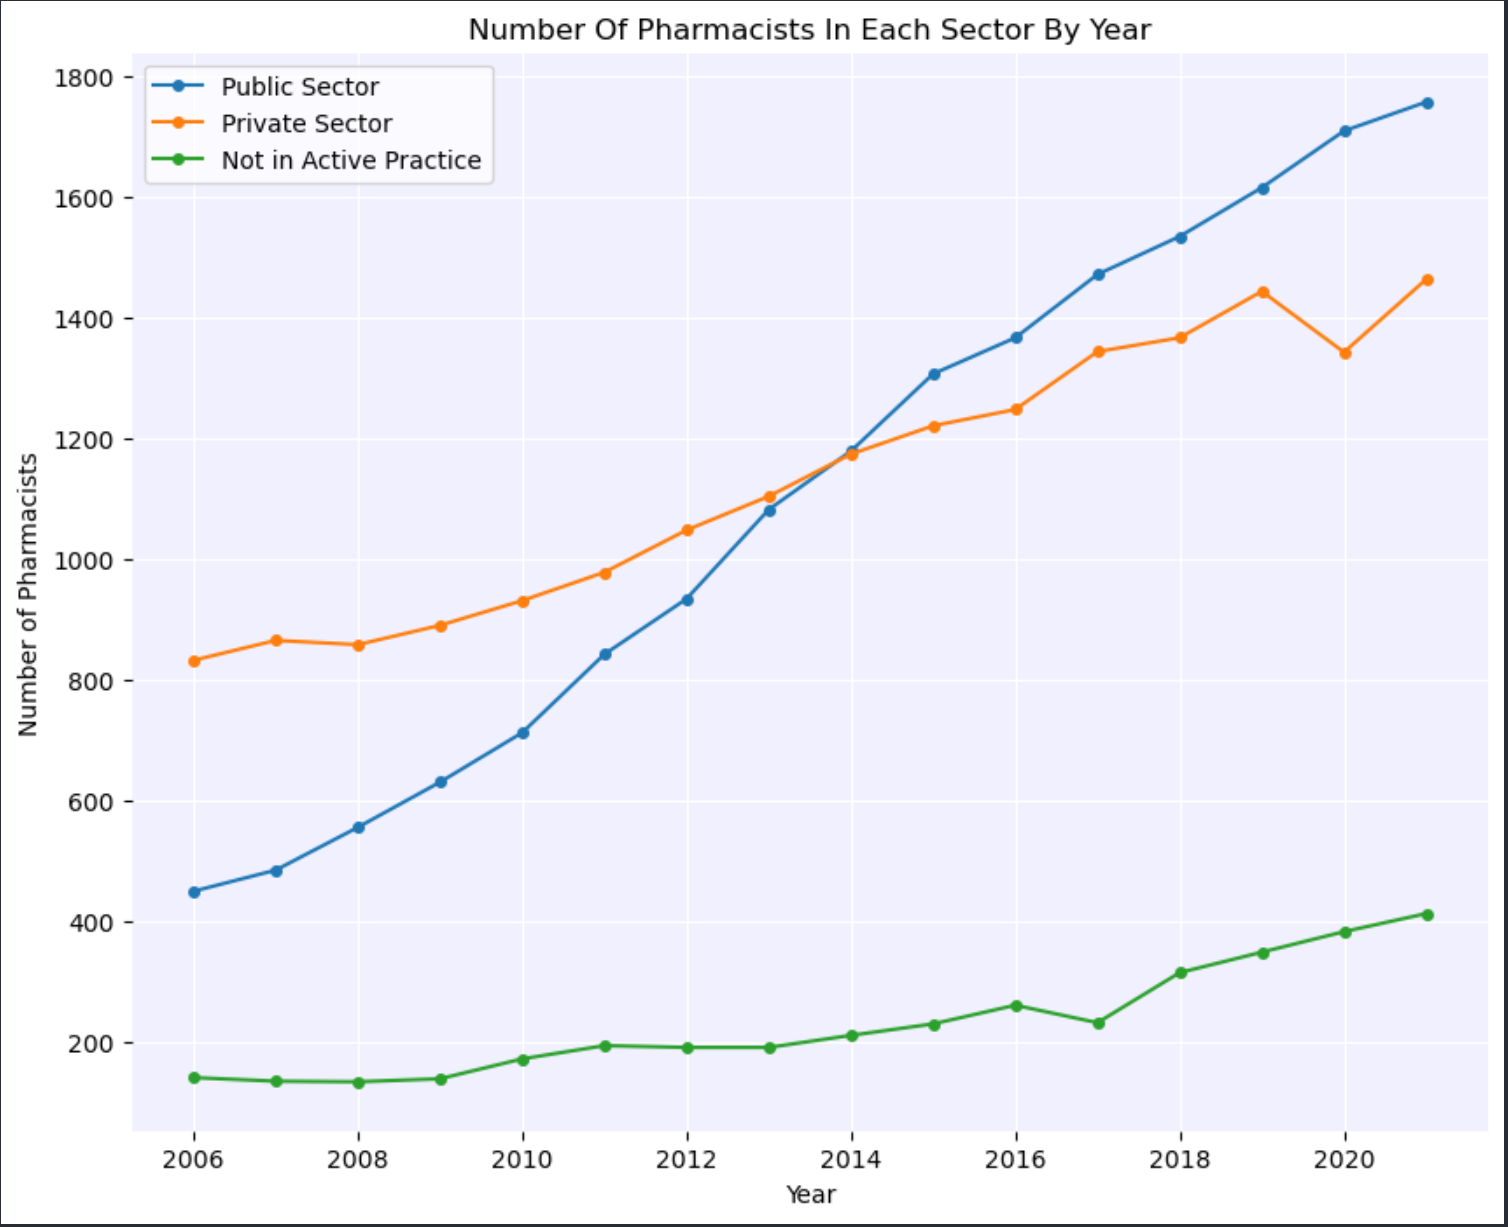 Number Of Pharmacists In Each Sector By Year
Public Sector
Private Sector
Not in Active Practice
1800
1600
1400
1200
1000
800
600
400
200
Number of Pharmacists
2006 2008 2010 2012 2014 2016 2018 2020
Year